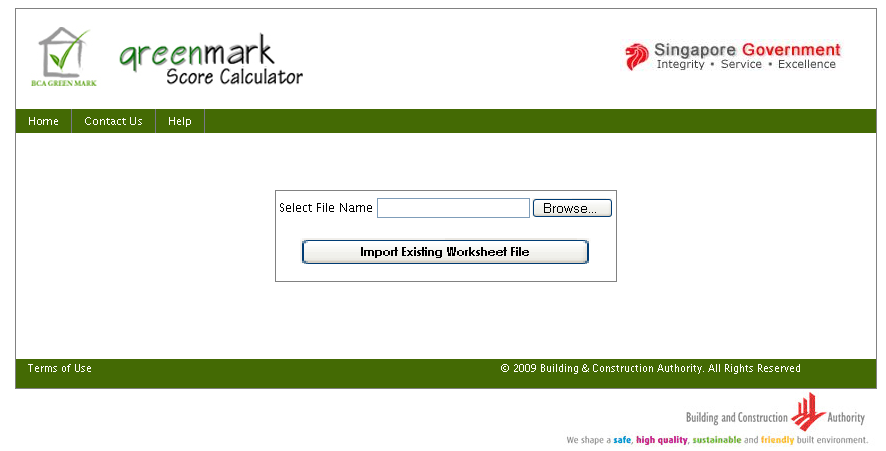 BCA GREEN MARK
greenmark
Score Calculator
Singapore Government
Integrity • Service • Excellence
Home
Contact Us
Help
Select File Name
Browse...
Import Existing Worksheet File
Terms of Use
© 2009 Building & Construction Authority. All Rights Reserved
Building and Construction Authority
We shape a safe, high quality, sustainable and friendly built environment.